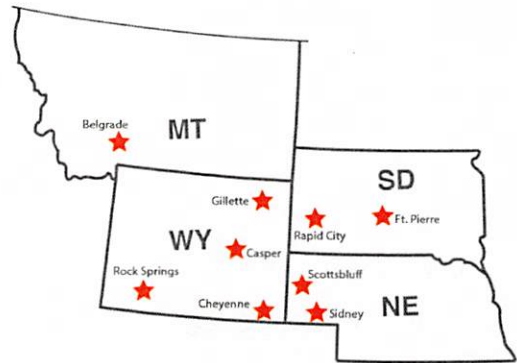 Belgrade
MT
Gillette
SD
Ft. Pierre
Rapid City
WY
Casper
Rock Springs
Scottsbluff
Cheyenne
Sidney
NE